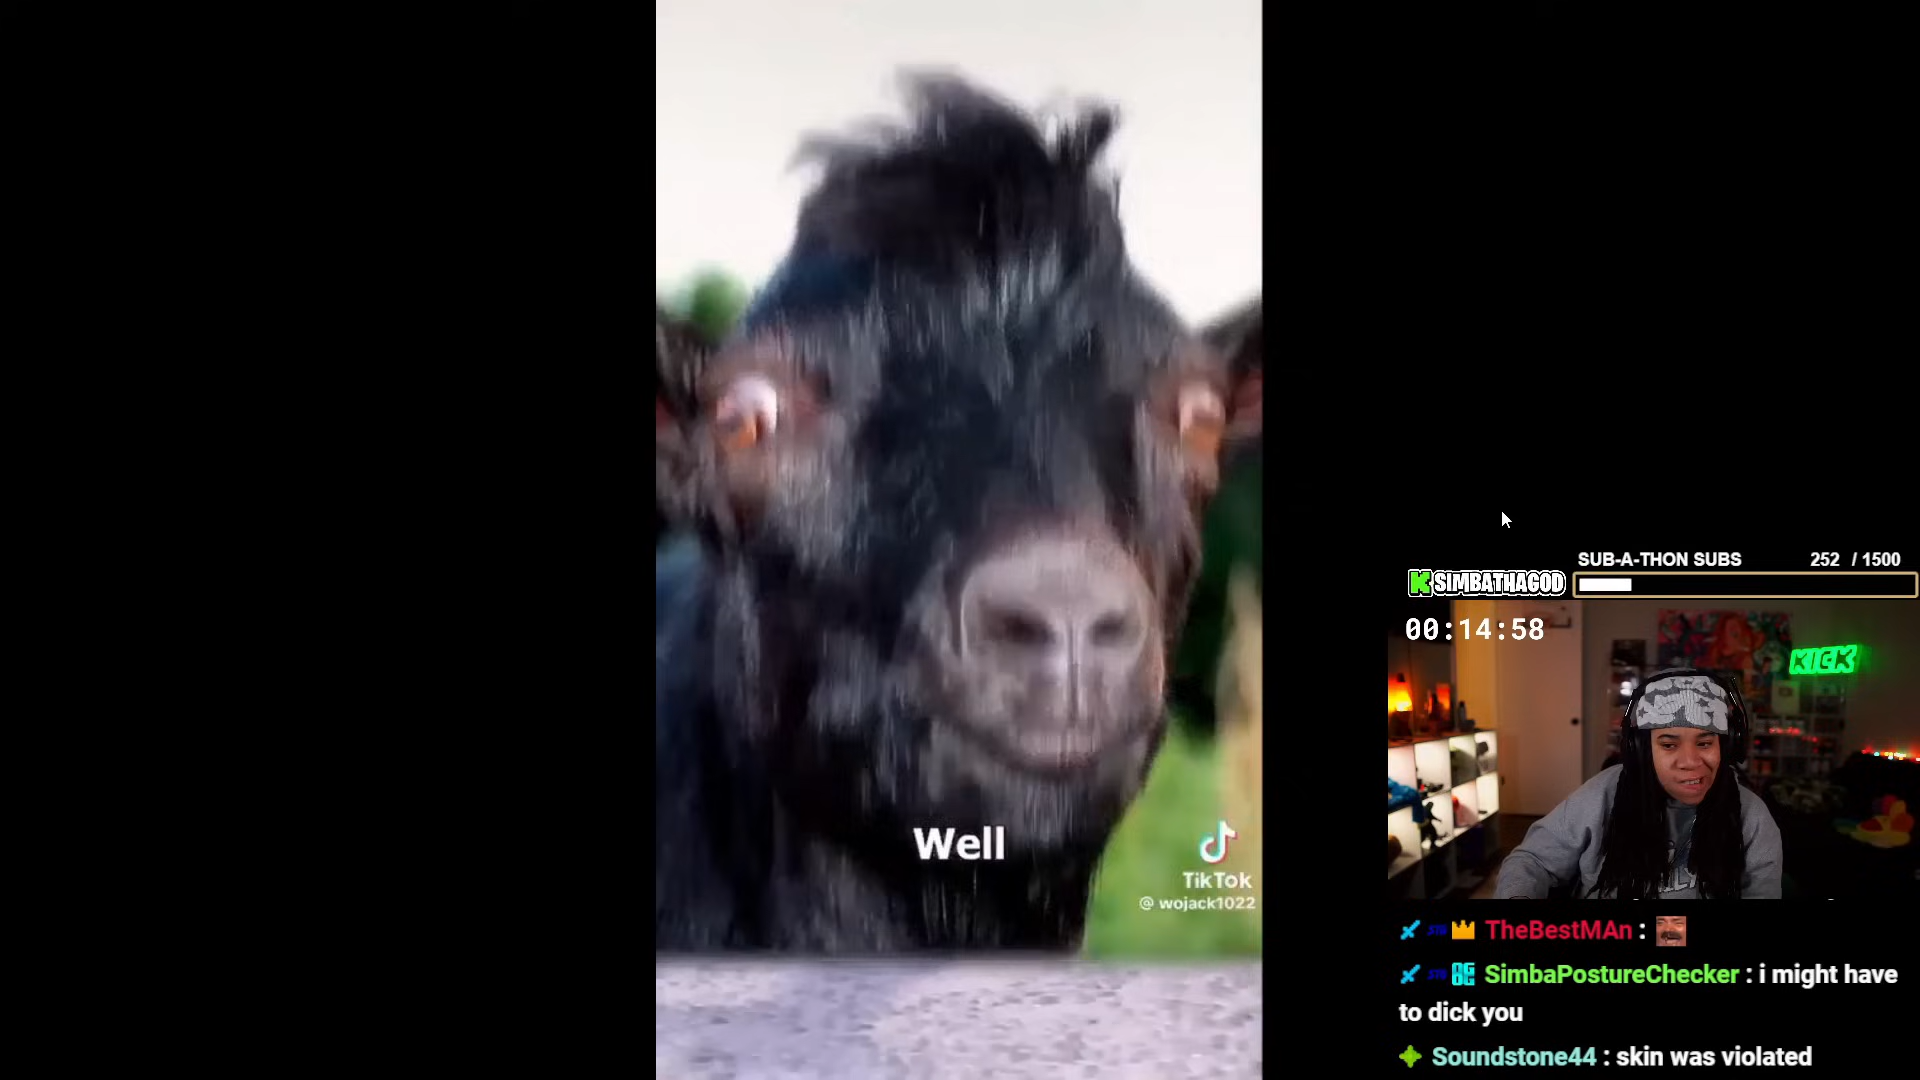 Well
TikTok
@ wojack1022
SUB-A-THON SUBS 252 / 1500
K SIMBATHAGOD
00:14:58
KICK
TheBestMAn :
SimbaPostureChecker : i might have
to dick you
Soundstone44 : skin was violated